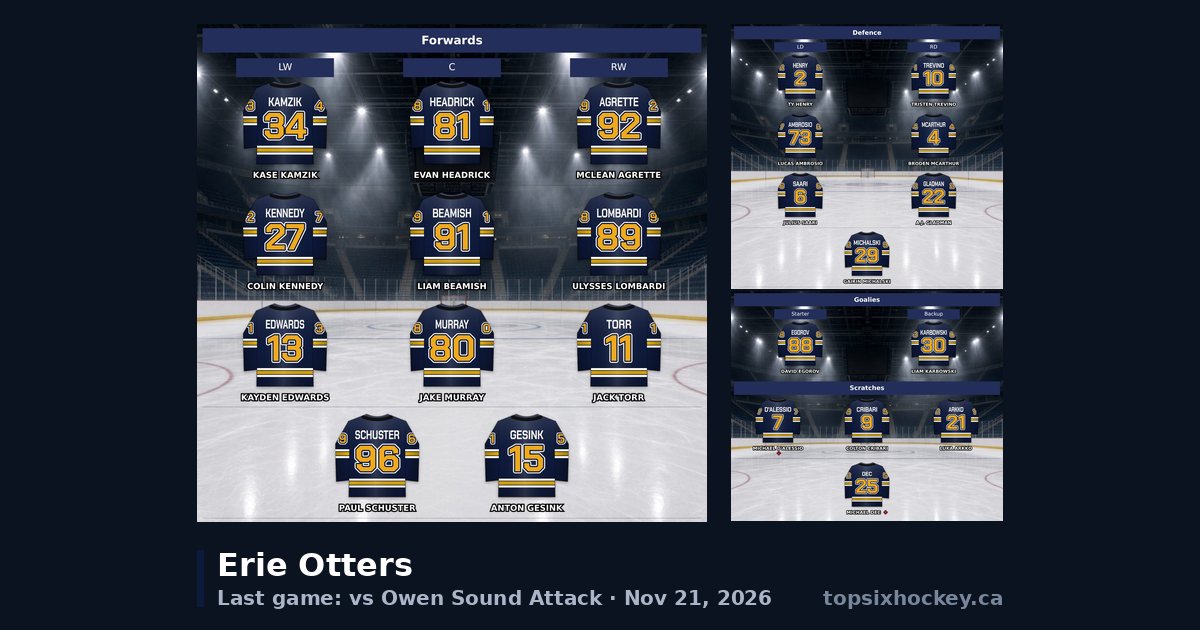 Forwards
LW C RW
KAMZIK HEADRICK AGRETTE
34 81 92
KASE KAMZIK EVAN HEADRICK MCLEAN AGRETTE
KENNEDY BEAMISH LOMBARDI
27 91 89
COLIN KENNEDY LIAM BEAMISH ULYSSES LOMBARDI
EDWARDS MURRAY TORR
13 80 11
KAYDEN EDWARDS JAKE MURRAY JACK TORR
SCHUSTER GESINK
96 15
PAUL SCHUSTER ANTON GESINK
Defence
LD RD
HENRY TREVINO
2 10
TY HENRY TRISTEN TREVINO
AMBROSIO MCARTHUR
73 4
LUCAS AMBROSIO BRODEN MCARTHUR
SAARI GLADMAN
6 22
JULIUS SAARI A.J. GLADMAN
MICHALSKI
29
MICHALSKI
Goalies
Starter Backup
EGOROV KARBOWSKI
88 30
DAVID EGOROV LIAM KARBOWSKI
Scratches
D'ALESSIO CRIBARI ARKKO
7 9 21
MICHAEL D'ALESSIO COLTON CRIBARI LUKA ARKKO
DEC
25
MICHAEL DEC
Erie Otters
Last game: vs Owen Sound Attack · Nov 21, 2026
topsixhockey.ca